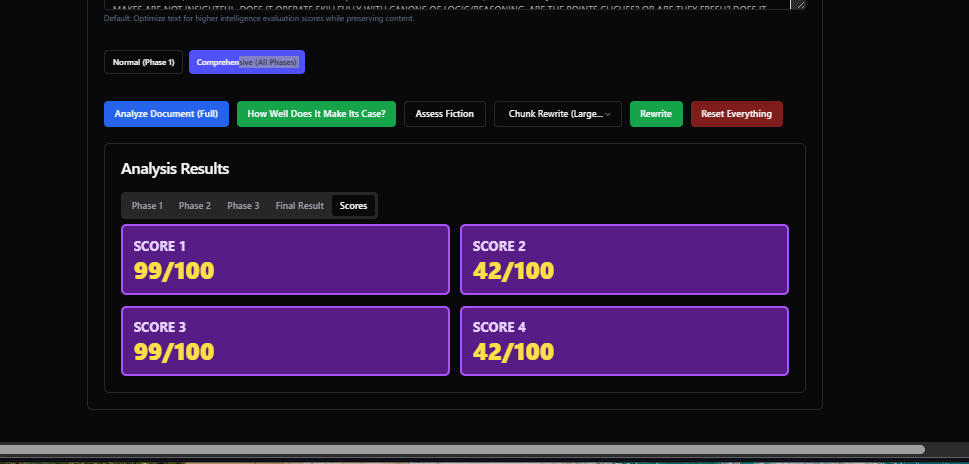 MAKES ARE NOT INSIGHTFUL. DOES IT OPERATE SKILLFULLY WITH CANONS OF LOGIC/REASONING. ARE THE POINTS CLICHES? OR ARE THEY FRESH? DOES IT
Default: Optimize text for higher intelligence evaluation scores while preserving content.
Normal (Phase 1) Comprehensive (All Phases)
Analyze Document (Full) How Well Does It Make Its Case? Assess Fiction Chunk Rewrite (Large... Rewrite Reset Everything
Analysis Results
Phase 1 Phase 2 Phase 3 Final Result Scores
SCORE 1 SCORE 2
99/100 42/100
SCORE 3 SCORE 4
99/100 42/100